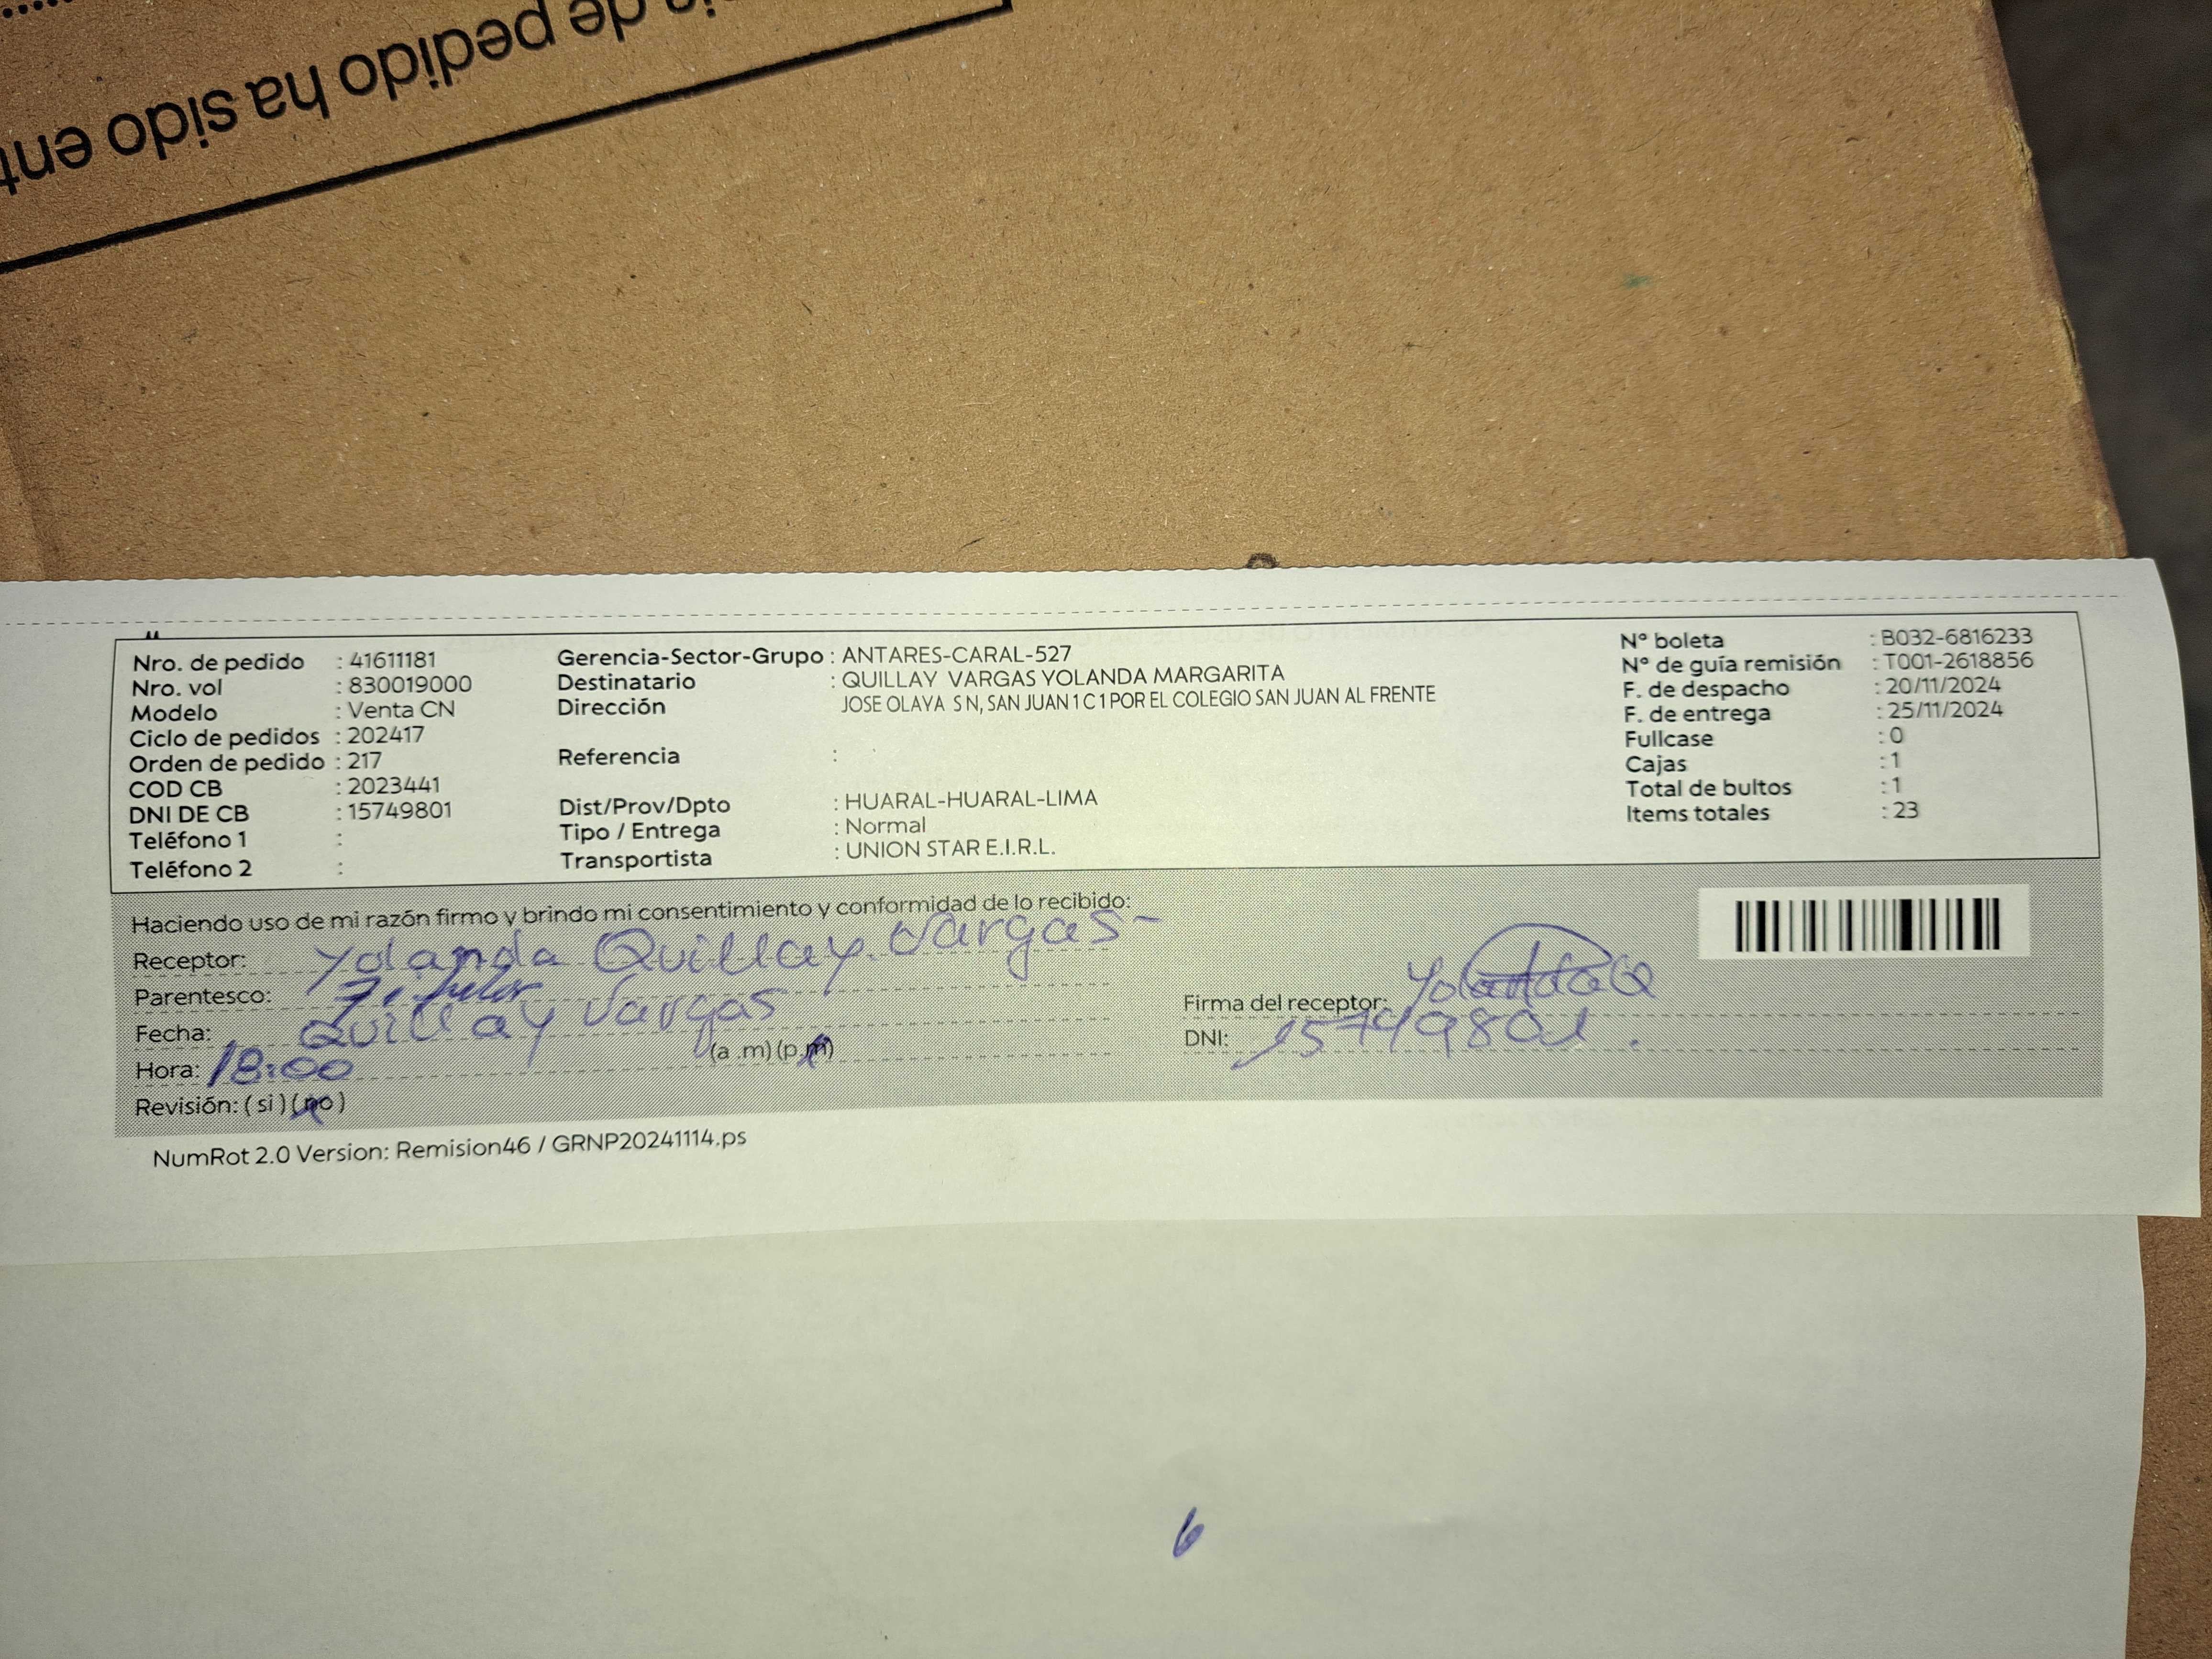 ia de pedido ha sido ent
Nro. de pedido : 41611181
Nro. vol : 830019000
Modelo : Venta CN
Ciclo de pedidos : 202417
Orden de pedido : 217
COD CB : 2023441
DNI DE CB : 15749801
Teléfono 1 :
Teléfono 2 :
Gerencia-Sector-Grupo : ANTARES-CARAL-527
Destinatario : QUILLAY VARGAS YOLANDA MARGARITA
Dirección JOSE OLAYA S N, SAN JUAN 1 C 1 POR EL COLEGIO SAN JUAN AL FRENTE
Referencia :
Dist/Prov/Dpto : HUARAL-HUARAL-LIMA
Tipo / Entrega : Normal
Transportista : UNION STAR E.I.R.L.
N° boleta : B032-6816233
N° de guía remisión : T001-2618856
F. de despacho : 20/11/2024
F. de entrega : 25/11/2024
Fullcase : 0
Cajas : 1
Total de bultos : 1
Items totales : 23
Haciendo uso de mi razón firmo y brindo mi consentimiento y conformidad de lo recibido:
Receptor: Yolanda Quillay Vargas-
Parentesco: Titular
Fecha: Quillay Vargas
Hora: 18:00 (a .m) (p.m)
Revisión: ( si ) ( no )
Firma del receptor: Yolanda Q
DNI: 15749801.
NumRot 2.0 Version: Remision46 / GRNP20241114.ps
6